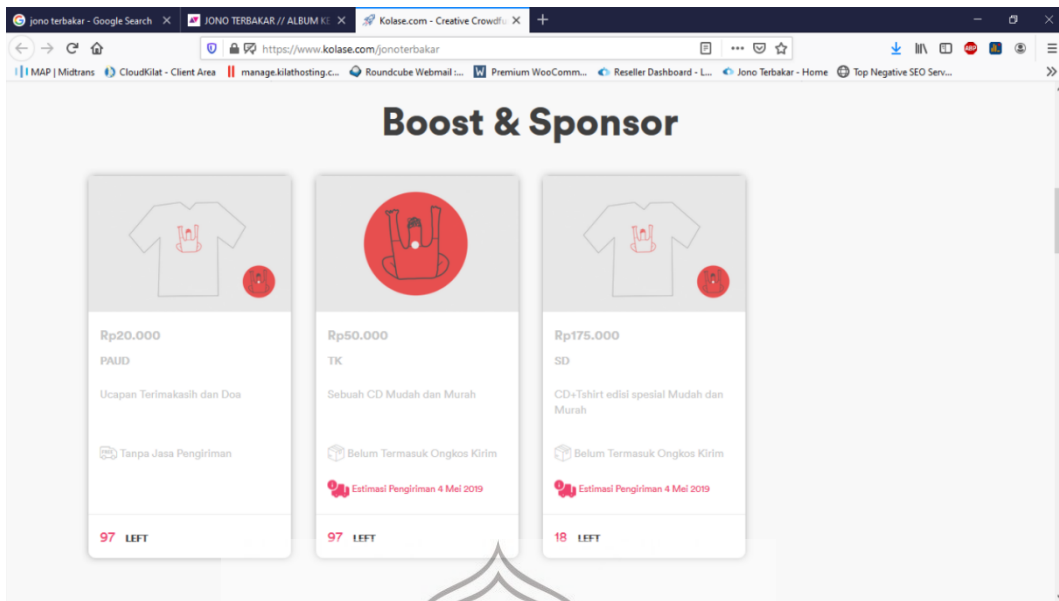 jono terbakar - Google Search
JONO TERBAKAR // ALBUM KE
Kolase.com - Creative Crowdfu
https://www.kolase.com/jonoterbakar
MAP | Midtrans
CloudKilat - Client Area
manage.kilathosting.c...
Roundcube Webmail :...
Premium WooComm...
Reseller Dashboard - L...
Jono Terbakar - Home
Top Negative SEO Serv...
Boost & Sponsor
Rp20.000
PAUD
Ucapan Terimakasih dan Doa
Tanpa Jasa Pengiriman
97 LEFT
Rp50.000
TK
Sebuah CD Mudah dan Murah
Belum Termasuk Ongkos Kirim
Estimasi Pengiriman 4 Mei 2019
97 LEFT
Rp175.000
SD
CD+Tshirt edisi spesial Mudah dan
Murah
Belum Termasuk Ongkos Kirim
Estimasi Pengiriman 4 Mei 2019
18 LEFT